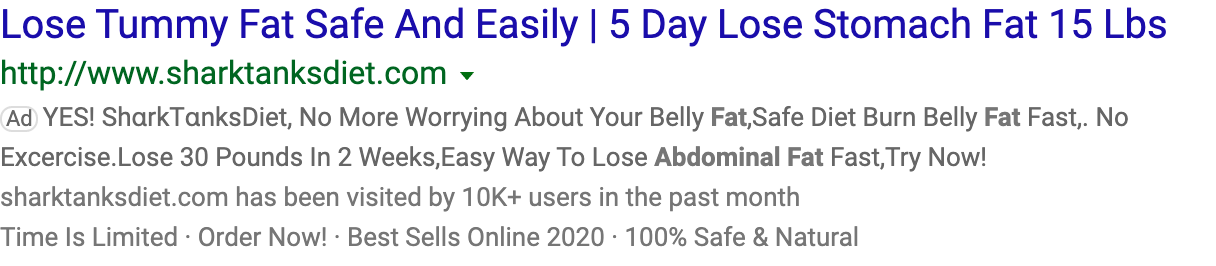 Lose Tummy Fat Safe And Easily | 5 Day Lose Stomach Fat 15 Lbs
http://www.sharktanksdiet.com
Ad YES! ShɑrkTɑnksDiet, No More Worrying About Your Belly Fat,Safe Diet Burn Belly Fat Fast,. No
Excercise.Lose 30 Pounds In 2 Weeks,Easy Way To Lose Abdominal Fat Fast,Try Now!
sharktanksdiet.com has been visited by 10K+ users in the past month
Time Is Limited · Order Now! · Best Sells Online 2020 · 100% Safe & Natural